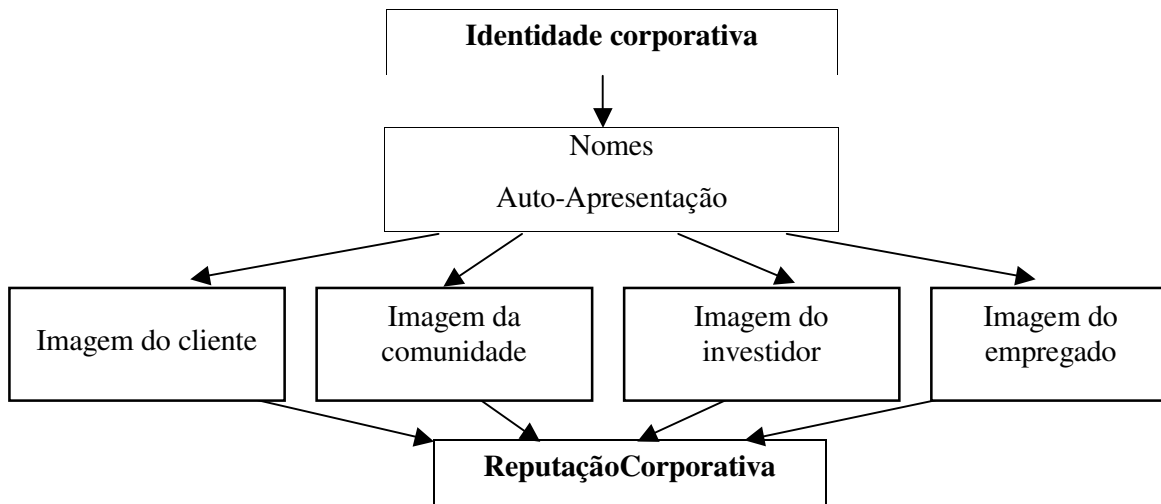 Identidade corporativa
Nomes
Auto-Apresentação
Imagem do cliente
Imagem da
comunidade
Imagem do
investidor
Imagem do
empregado
ReputaçãoCorporativa